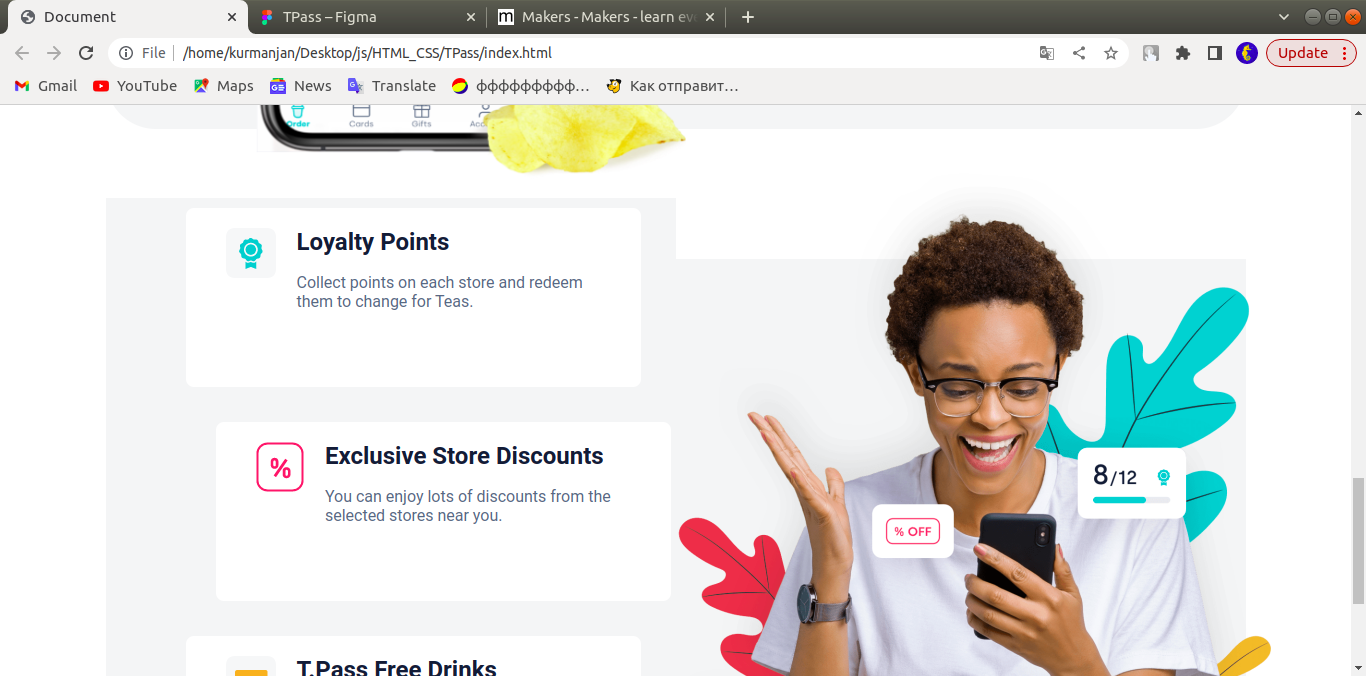 Document
TPass – Figma
Makers - Makers - learn eve
File
/home/kurmanjan/Desktop/js/HTML_CSS/TPass/index.html
Update
Gmail
YouTube
Maps
News
Translate
ффффффффф...
Как отправит...
Order
Cards
Gifts
Loyalty Points
Collect points on each store and redeem
them to change for Teas.
Exclusive Store Discounts
You can enjoy lots of discounts from the
selected stores near you.
8/12
% OFF
T.Pass Free Drinks